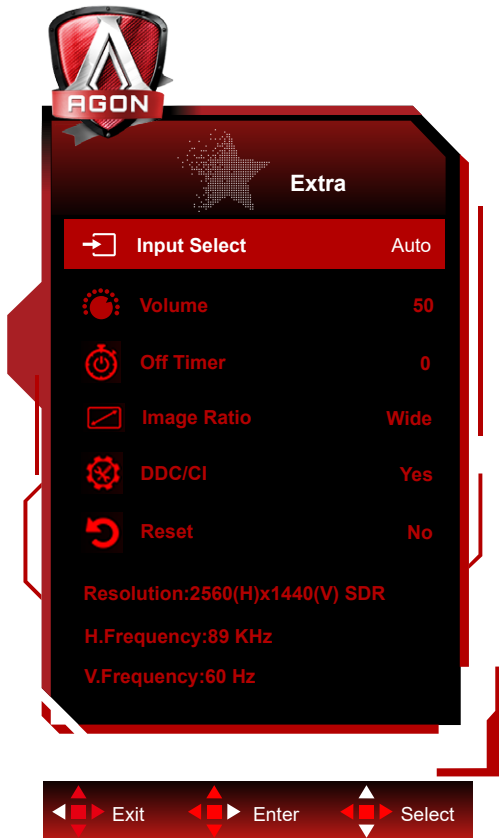 AGON
Extra
Input Select Auto
Volume 50
Off Timer 0
Image Ratio Wide
DDC/CI Yes
Reset No
Resolution:2560(H)x1440(V) SDR
H.Frequency:89 KHz
V.Frequency:60 Hz
Exit Enter Select